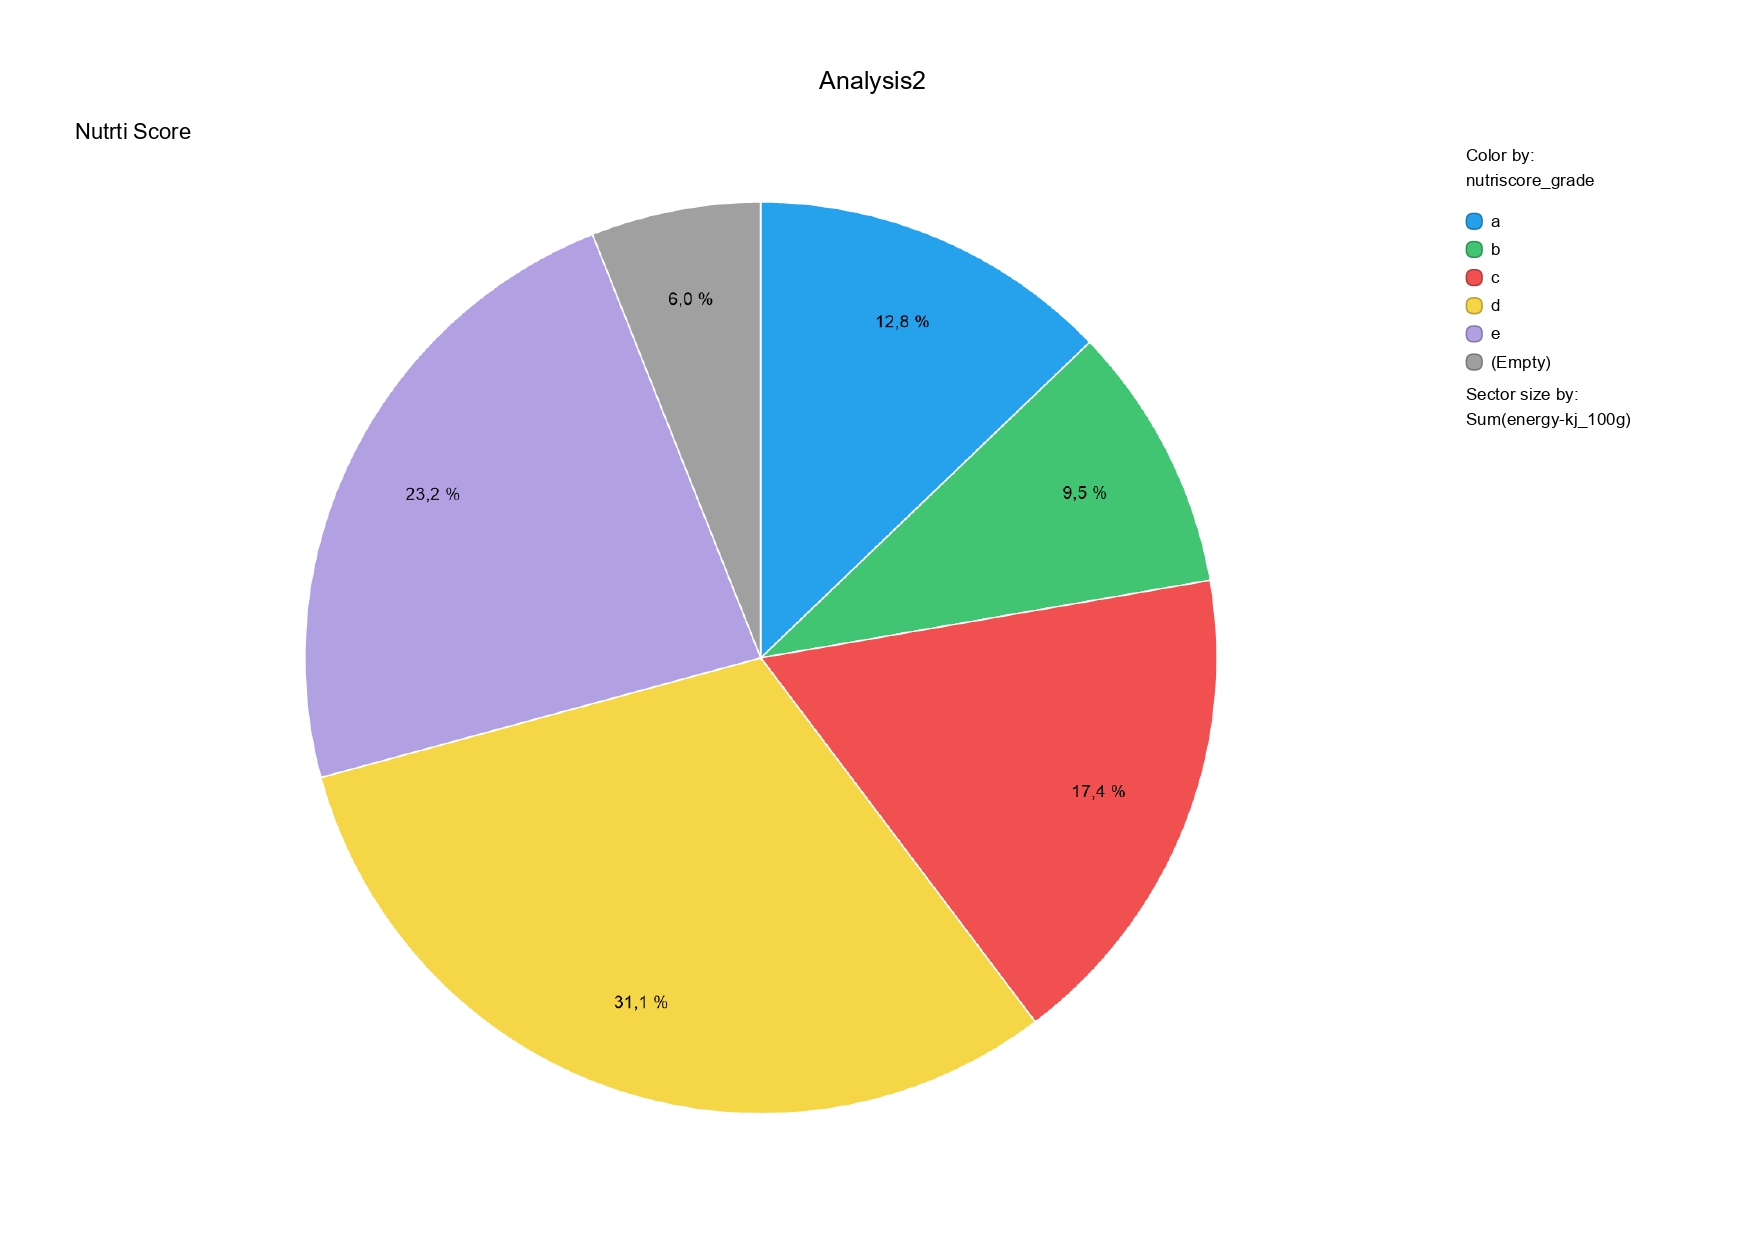 Analysis2
Nutrti Score
Color by:
nutriscore_grade
a
b
c
d
e
(Empty)
Sector size by:
Sum(energy-kj_100g)
6,0 %
12,8 %
23,2 %
9,5 %
17,4 %
31,1 %